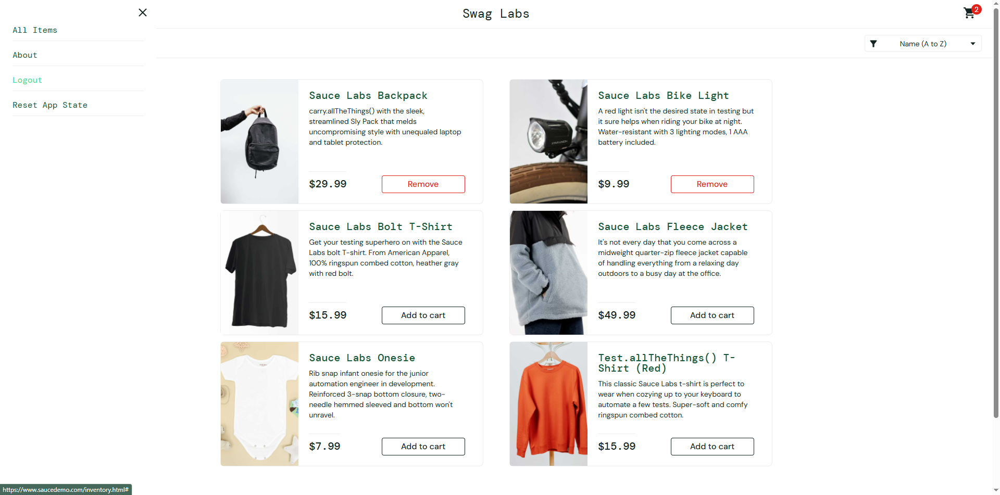 All Items
About
Logout
Reset App State
Swag Labs
2
Name (A to Z)
Sauce Labs Backpack
carry.allTheThings() with the sleek,
streamlined Sly Pack that melds
uncompromising style with unequaled laptop
and tablet protection.
$29.99
Remove
Sauce Labs Bike Light
A red light isn't the desired state in testing but
it sure helps when riding your bike at night.
Water-resistant with 3 lighting modes, 1 AAA
battery included.
$9.99
Remove
Sauce Labs Bolt T-Shirt
Get your testing superhero on with the Sauce
Labs bolt T-shirt. From American Apparel,
100% ringspun combed cotton, heather gray
with red bolt.
$15.99
Add to cart
Sauce Labs Fleece Jacket
It's not every day that you come across a
midweight quarter-zip fleece jacket capable
of handling everything from a relaxing day
outdoors to a busy day at the office.
$49.99
Add to cart
Sauce Labs Onesie
Rib snap infant onesie for the junior
automation engineer in development.
Reinforced 3-snap bottom closure, two-
needle hemmed sleeved and bottom won't
unravel.
$7.99
Add to cart
Test.allTheThings() T-
Shirt (Red)
This classic Sauce Labs t-shirt is perfect to
wear when cozying up to your keyboard to
automate a few tests. Super-soft and comfy
ringspun combed cotton.
$15.99
Add to cart
https://www.saucedemo.com/inventory.html#